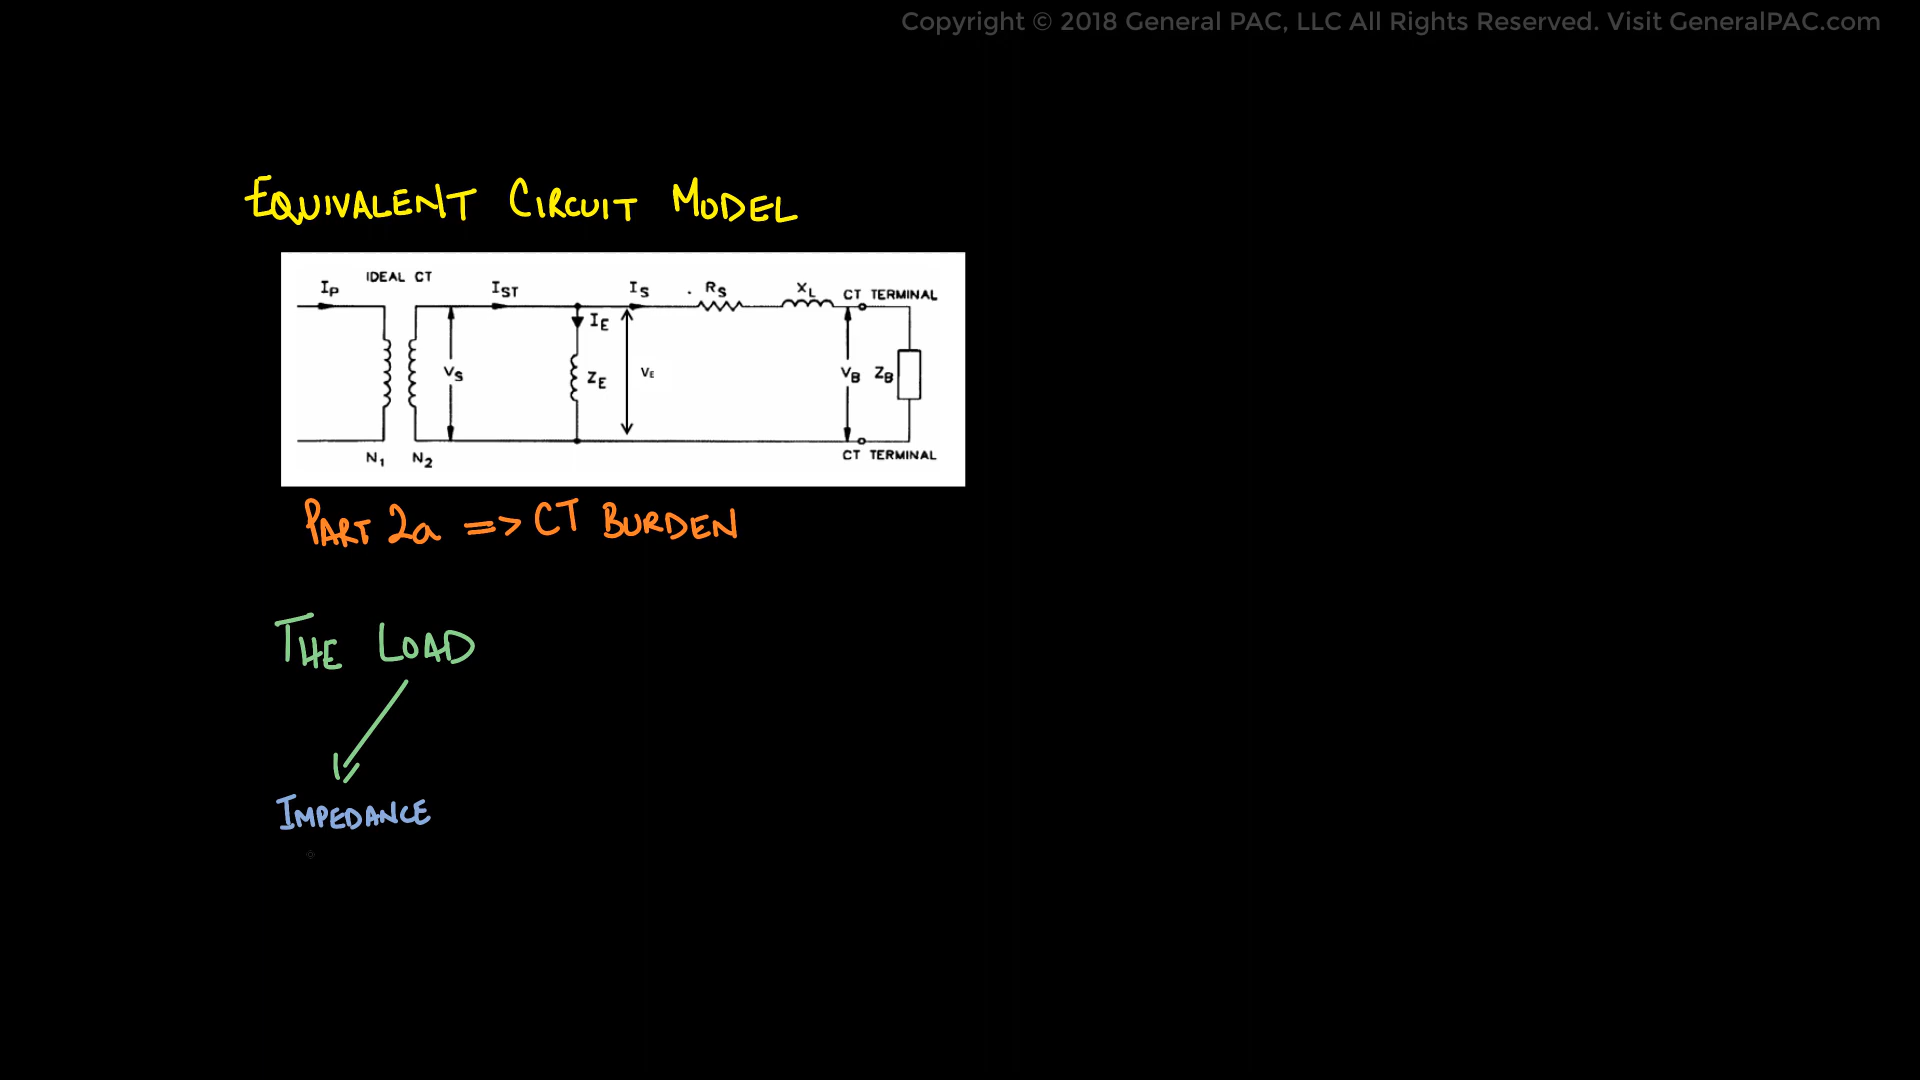 Copyright © 2018 General PAC, LLC All Rights Reserved. Visit GeneralPAC.com
EQUIVALENT CIRCUIT MODEL
IDEAL CT
IP IST IS RS XL CT TERMINAL
IE
VS ZE VE VB ZB
N1 N2 CT TERMINAL
PART 2a => CT BURDEN
THE LOAD
IMPEDANCE